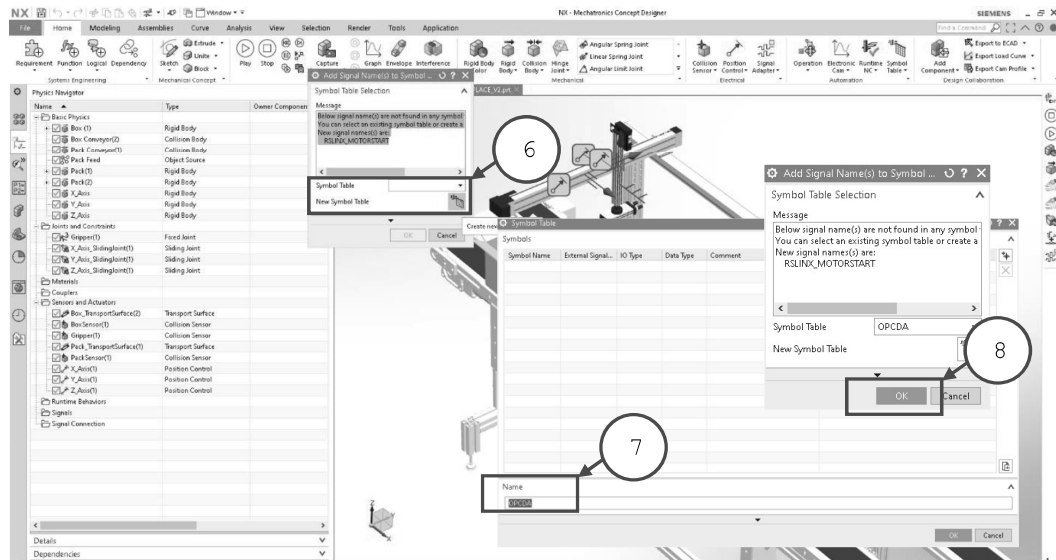 NX
Window
NX - Mechatronics Concept Designer
SIEMENS
File Home Modeling Assemblies Curve Analysis View Selection Render Tools Application
Find a Command
Requirement Function Logical Dependency
Systems Engineering
Sketch
Extrude
Unite
Block
Mechanical Concept
Play Stop
Capture
Graph Envelope Interference
Rigid Body
Rigid Body
Collision Body
Hinge Joint
Angular Spring Joint
Linear Spring Joint
Angular Limit Joint
Mechanical
Collision Sensor
Position Control
Signal Adapter
Electrical
Operation
Electronic Cam
Runtime NC
Symbol Table
Automation
Add Component
Export to ECAD
Export Load Curve
Export Cam Profile
Design Collaboration
LACE_V2.prt
Physics Navigator
Name Type Owner Componen
Basic Physics
Box (1) Rigid Body
Box Conveyor(2) Collision Body
Pack Conveyor(1) Collision Body
Pack Feed Object Source
Pack(1) Rigid Body
Pack(2) Rigid Body
X_Axis Rigid Body
Y_Axis Rigid Body
Z_Axis Rigid Body
Joints and Constraints
Gripper(1) Fixed Joint
X_Axis_SlidingJoint(1) Sliding Joint
Y_Axis_SlidingJoint(1) Sliding Joint
Z_Axis_SlidingJoint(1) Sliding Joint
Materials
Couplers
Sensors and Actuators
Box_TransportSurface(2) Transport Surface
BoxSensor(1) Collision Sensor
Gripper(1) Collision Sensor
Pack_TransportSurface(1) Transport Surface
PackSensor(1) Collision Sensor
X_Axis(1) Position Control
Y_Axis(1) Position Control
Z_Axis(1) Position Control
Runtime Behaviors
Signals
Signal Connection
Details
Dependencies
Add Signal Name(s) to Symbol ...
Symbol Table Selection
Message
Below signal name(s) are not found in any symbol
You can select an existing symbol table or create a
New signal names(s) are:
RSLINX_MOTORSTART
Symbol Table
New Symbol Table
OK Cancel
6
Create new
Symbol Table
Symbols
Symbol Name External Signal... IO Type Data Type Comment
Name
OPCDA
OK Cancel
7
Add Signal Name(s) to Symbol ...
Symbol Table Selection
Message
Below signal name(s) are not found in any symbol
You can select an existing symbol table or create a
New signal names(s) are:
RSLINX_MOTORSTART
Symbol Table OPCDA
New Symbol Table
OK Cancel
8
Z
X